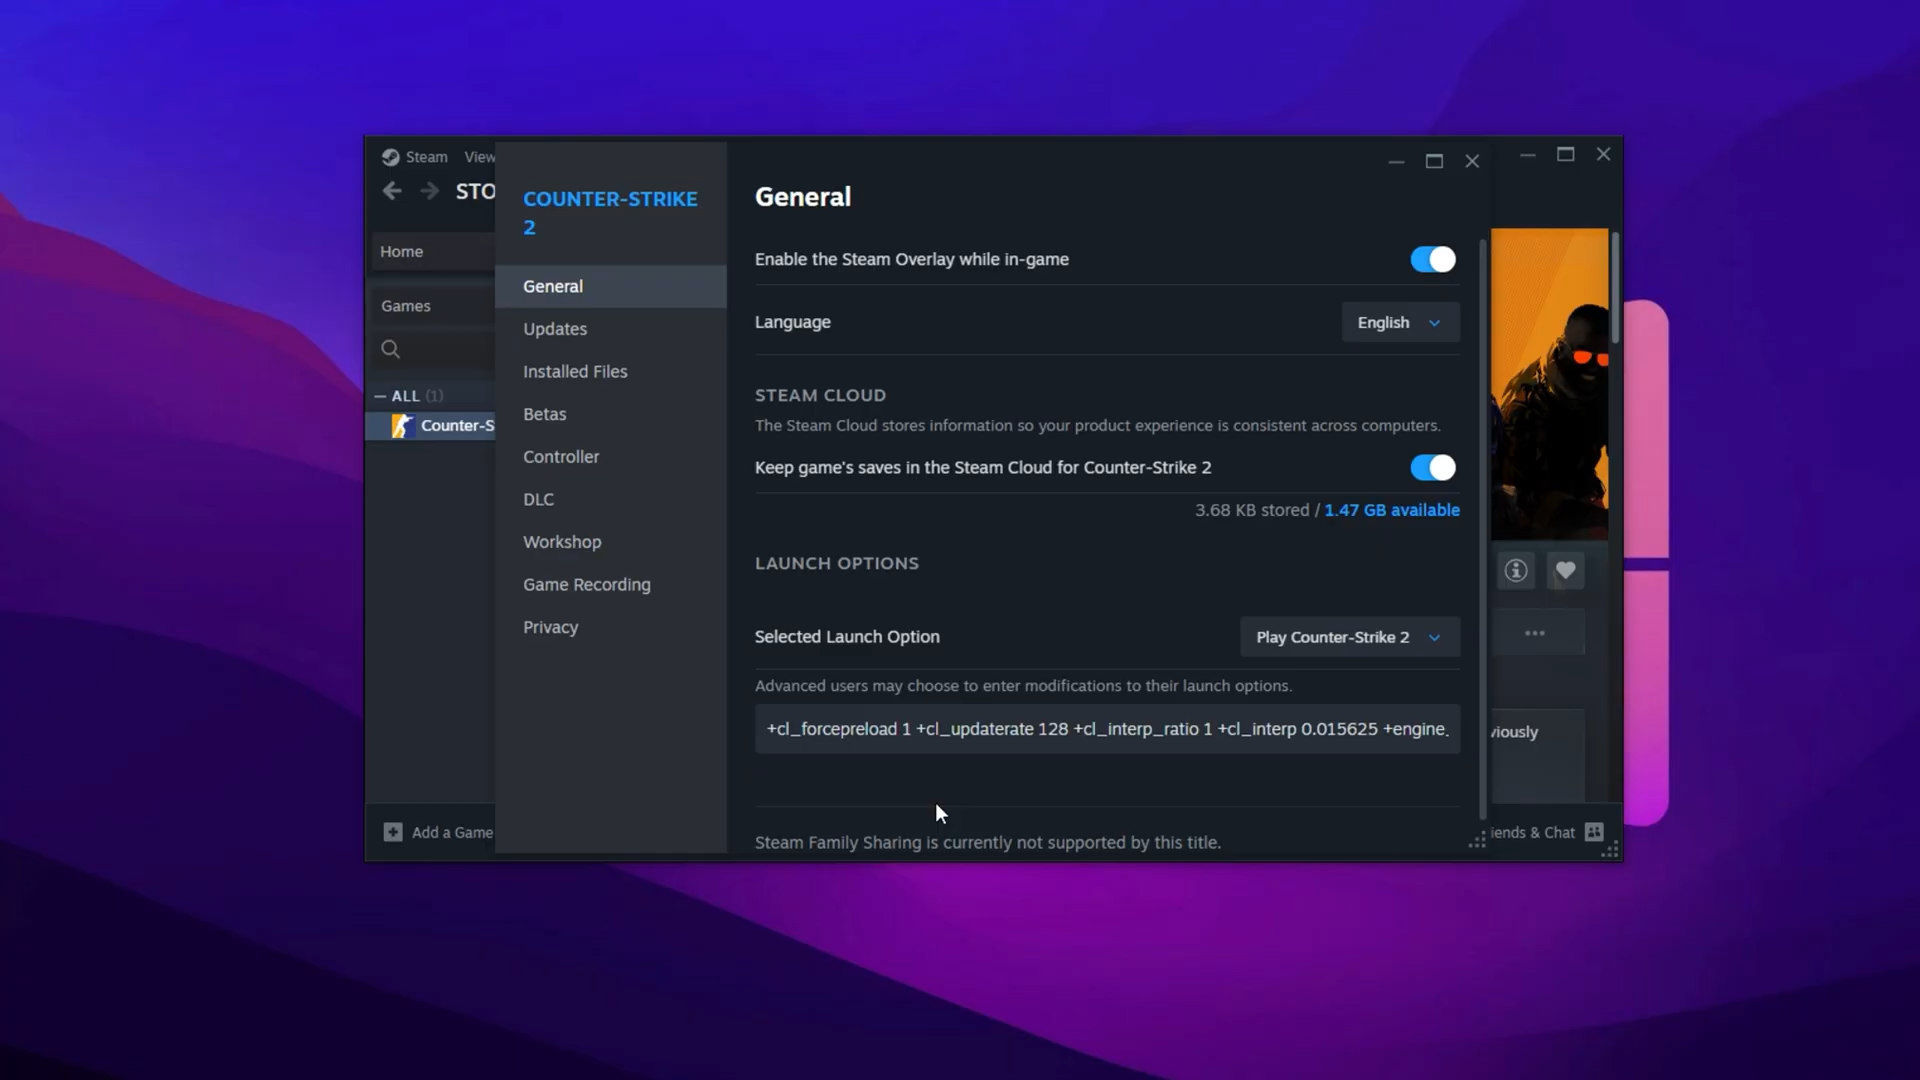 Steam View
STO
Home
Games
ALL (1)
Counter-S
Add a Game
COUNTER-STRIKE
2
General
Updates
Installed Files
Betas
Controller
DLC
Workshop
Game Recording
Privacy
General
Enable the Steam Overlay while in-game
Language English
STEAM CLOUD
The Steam Cloud stores information so your product experience is consistent across computers.
Keep game's saves in the Steam Cloud for Counter-Strike 2
3.68 KB stored / 1.47 GB available
LAUNCH OPTIONS
Selected Launch Option Play Counter-Strike 2
Advanced users may choose to enter modifications to their launch options.
+cl_forcepreload 1 +cl_updaterate 128 +cl_interp_ratio 1 +cl_interp 0.015625 +engine_
Steam Family Sharing is currently not supported by this title.
viously
iends & Chat